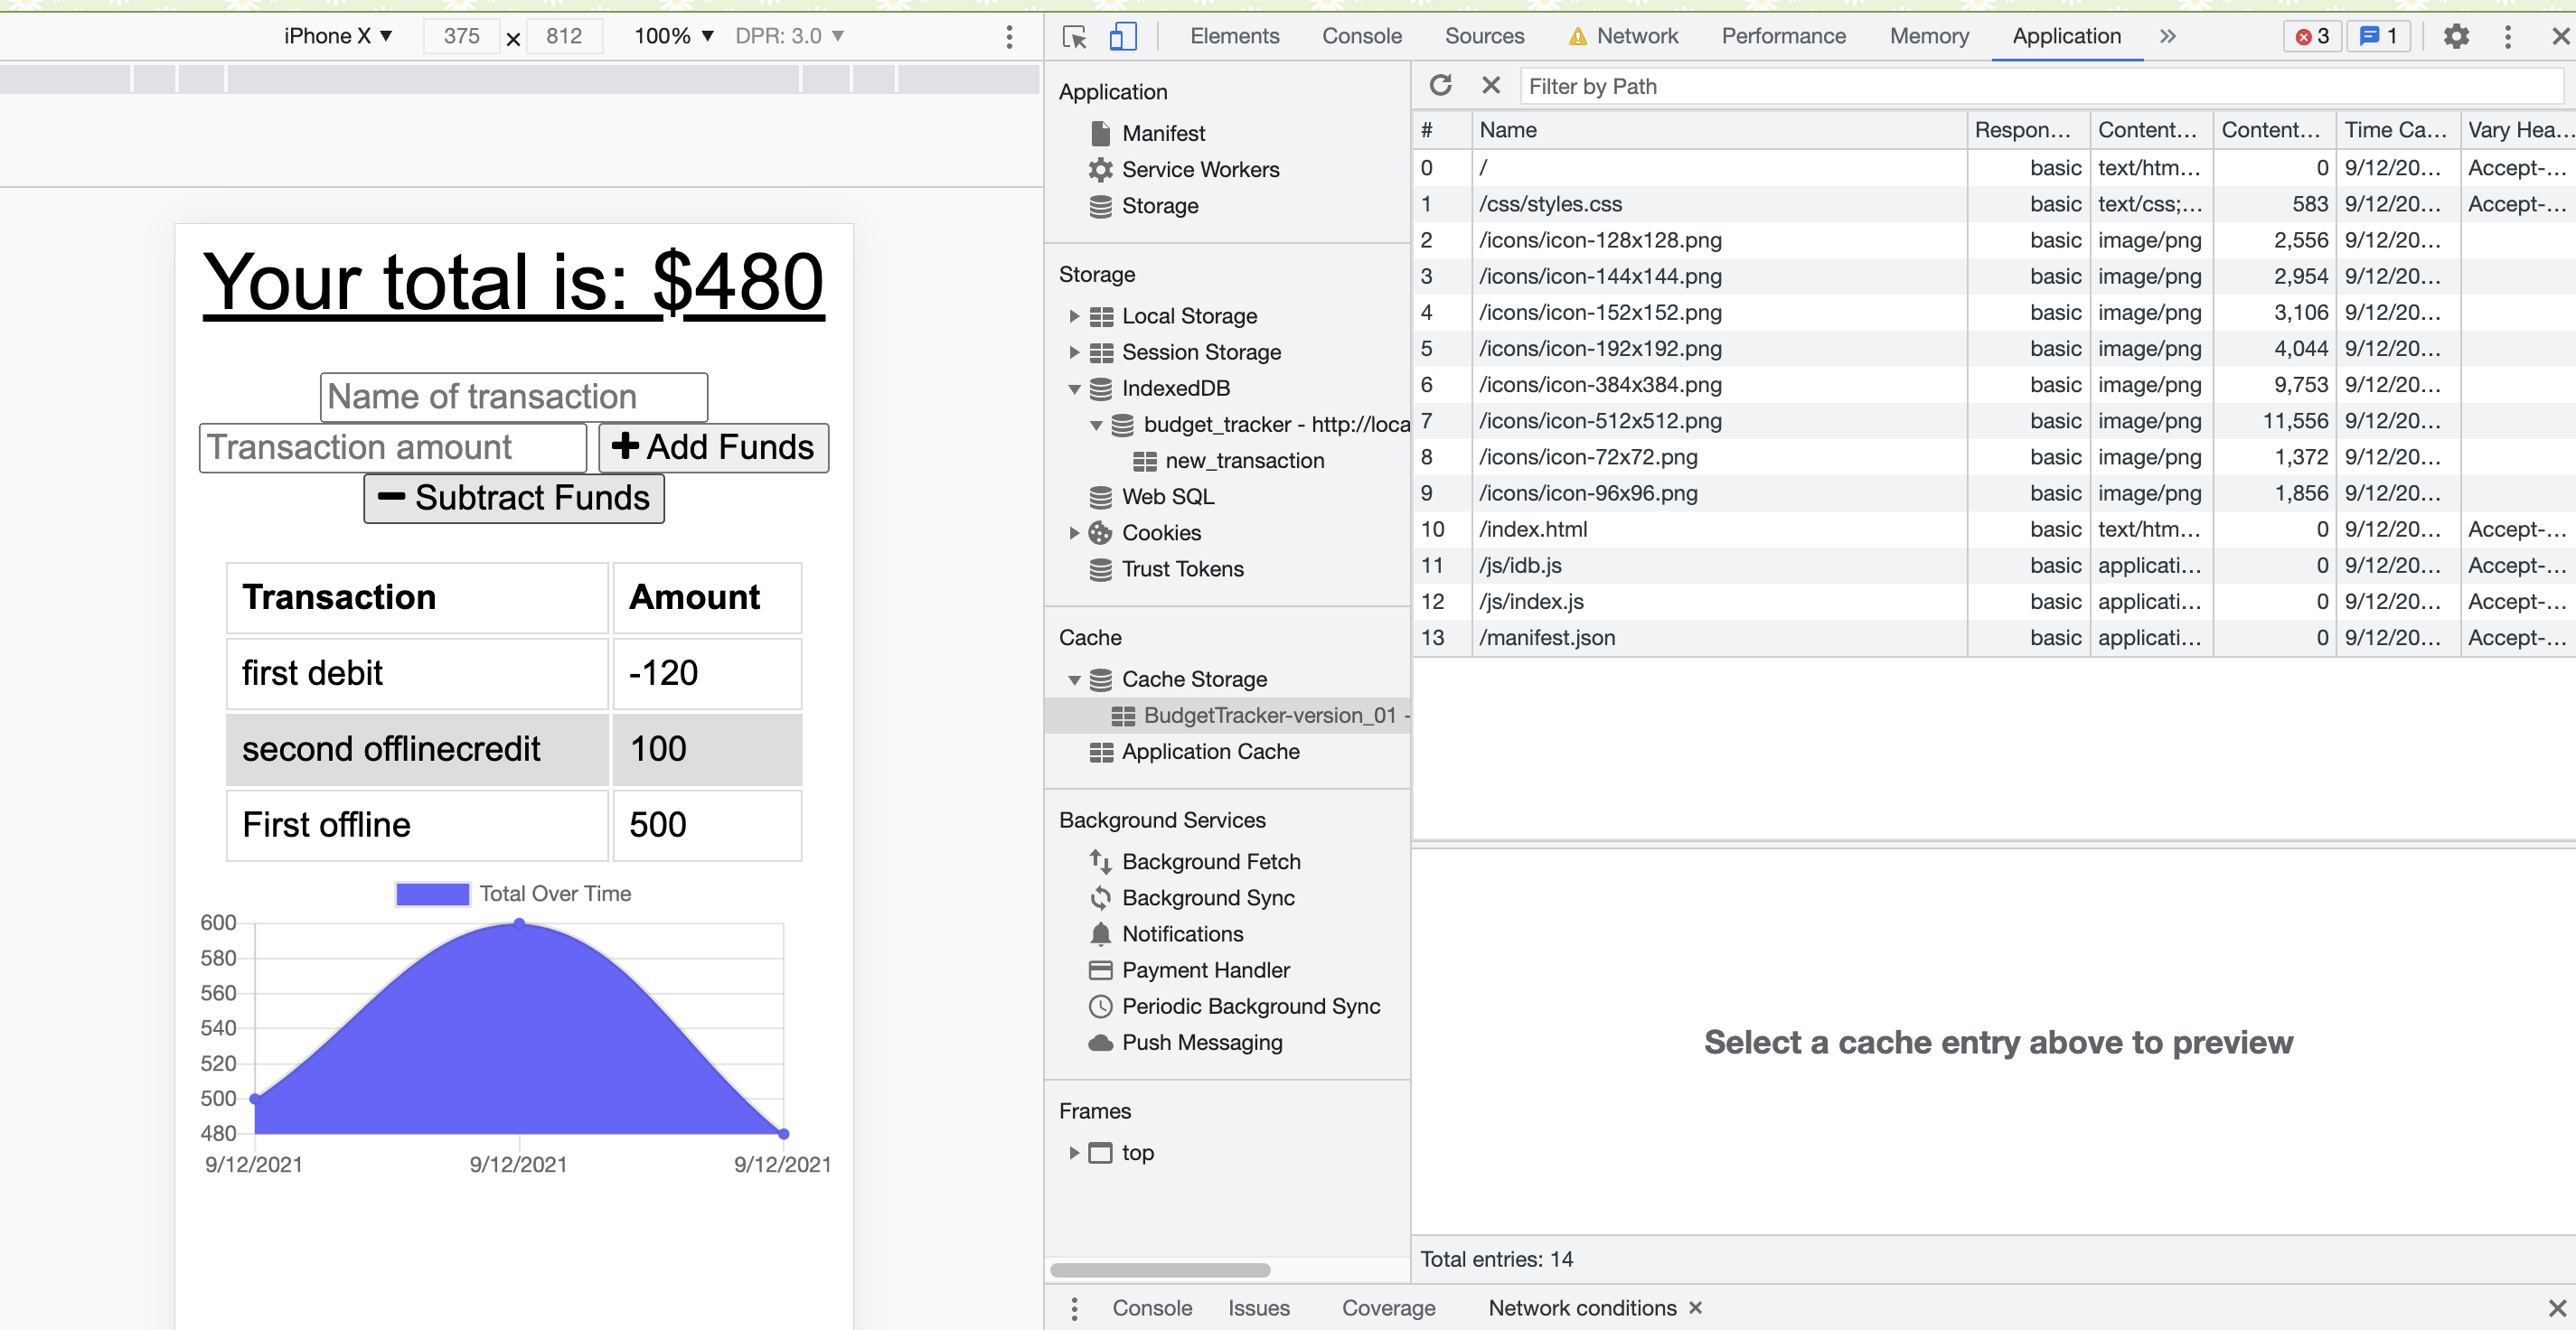 iPhone X ▼ 375 × 812 100% ▼ DPR: 3.0 ▼
Your total is: $480
Name of transaction
Transaction amount + Add Funds
− Subtract Funds
Transaction Amount
first debit -120
second offlinecredit 100
First offline 500
Total Over Time
600
580
560
540
520
500
480
9/12/2021 9/12/2021 9/12/2021
Elements Console Sources Network Performance Memory Application » 3 1
Application
Manifest
Service Workers
Storage
Storage
Local Storage
Session Storage
IndexedDB
budget_tracker - http://loca
new_transaction
Web SQL
Cookies
Trust Tokens
Cache
Cache Storage
BudgetTracker-version_01 -
Application Cache
Background Services
Background Fetch
Background Sync
Notifications
Payment Handler
Periodic Background Sync
Push Messaging
Frames
top
Filter by Path
# Name Respon... Content... Content... Time Ca... Vary Hea...
0 / basic text/htm... 0 9/12/20... Accept-...
1 /css/styles.css basic text/css;... 583 9/12/20... Accept-...
2 /icons/icon-128x128.png basic image/png 2,556 9/12/20...
3 /icons/icon-144x144.png basic image/png 2,954 9/12/20...
4 /icons/icon-152x152.png basic image/png 3,106 9/12/20...
5 /icons/icon-192x192.png basic image/png 4,044 9/12/20...
6 /icons/icon-384x384.png basic image/png 9,753 9/12/20...
7 /icons/icon-512x512.png basic image/png 11,556 9/12/20...
8 /icons/icon-72x72.png basic image/png 1,372 9/12/20...
9 /icons/icon-96x96.png basic image/png 1,856 9/12/20...
10 /index.html basic text/htm... 0 9/12/20... Accept-...
11 /js/idb.js basic applicati... 0 9/12/20... Accept-...
12 /js/index.js basic applicati... 0 9/12/20... Accept-...
13 /manifest.json basic applicati... 0 9/12/20... Accept-...
Select a cache entry above to preview
Total entries: 14
Console Issues Coverage Network conditions ×